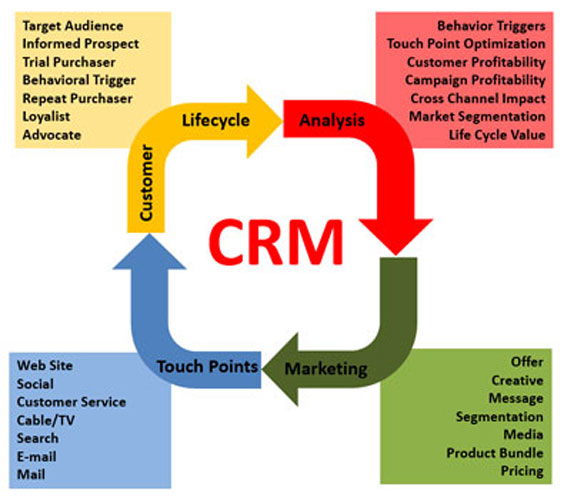 Target Audience
Informed Prospect
Trial Purchaser
Behavioral Trigger
Repeat Purchaser
Loyalist
Advocate
Behavior Triggers
Touch Point Optimization
Customer Profitability
Campaign Profitability
Cross Channel Impact
Market Segmentation
Life Cycle Value
Customer
Lifecycle
Analysis
CRM
Touch Points
Marketing
Web Site
Social
Customer Service
Cable/TV
Search
E-mail
Mail
Offer
Creative
Message
Segmentation
Media
Product Bundle
Pricing